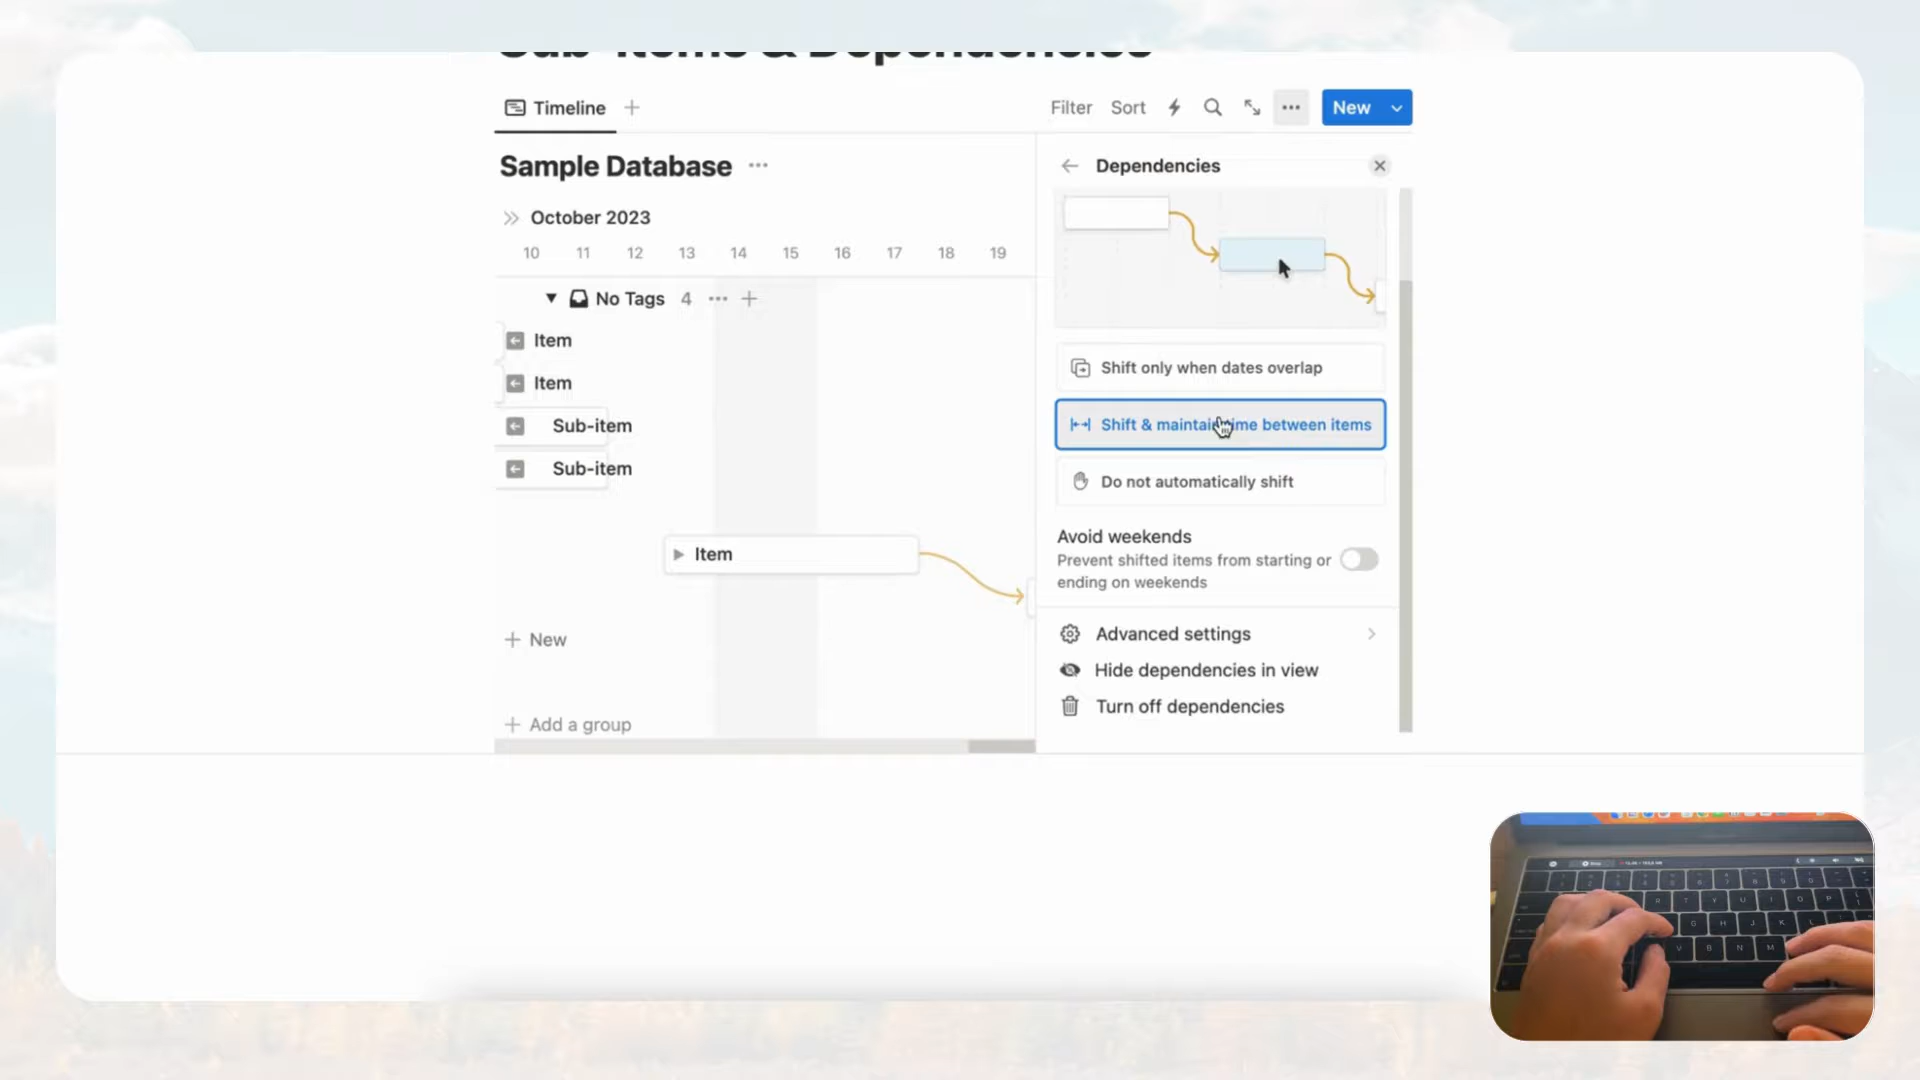 Sub-Items & Dependencies
Timeline
Filter Sort New
Sample Database
Dependencies
October 2023
10 11 12 13 14 15 16 17 18 19
No Tags 4
Item
Item
Sub-item
Sub-item
Item
New
Add a group
Shift only when dates overlap
Shift & maintain time between items
Do not automatically shift
Avoid weekends
Prevent shifted items from starting or
ending on weekends
Advanced settings
Hide dependencies in view
Turn off dependencies